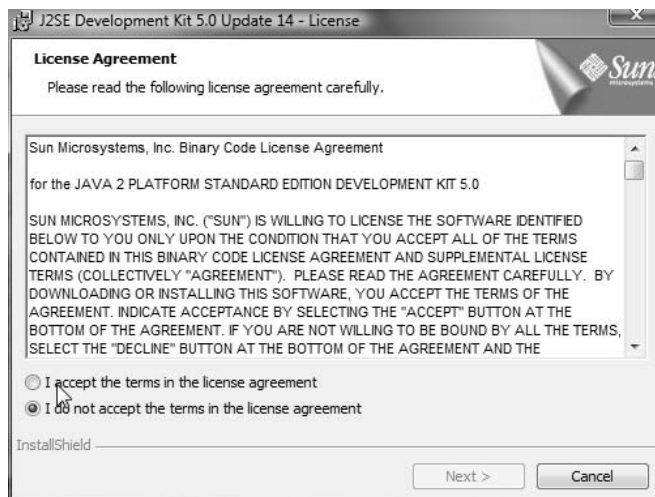 J2SE Development Kit 5.0 Update 14 - License
License Agreement
Please read the following license agreement carefully.
Sun
microsystems
Sun Microsystems, Inc. Binary Code License Agreement
for the JAVA 2 PLATFORM STANDARD EDITION DEVELOPMENT KIT 5.0
SUN MICROSYSTEMS, INC. ("SUN") IS WILLING TO LICENSE THE SOFTWARE IDENTIFIED
BELOW TO YOU ONLY UPON THE CONDITION THAT YOU ACCEPT ALL OF THE TERMS
CONTAINED IN THIS BINARY CODE LICENSE AGREEMENT AND SUPPLEMENTAL LICENSE
TERMS (COLLECTIVELY "AGREEMENT"). PLEASE READ THE AGREEMENT CAREFULLY. BY
DOWNLOADING OR INSTALLING THIS SOFTWARE, YOU ACCEPT THE TERMS OF THE
AGREEMENT. INDICATE ACCEPTANCE BY SELECTING THE "ACCEPT" BUTTON AT THE
BOTTOM OF THE AGREEMENT. IF YOU ARE NOT WILLING TO BE BOUND BY ALL THE TERMS,
SELECT THE "DECLINE" BUTTON AT THE BOTTOM OF THE AGREEMENT AND THE
I accept the terms in the license agreement
I do not accept the terms in the license agreement
InstallShield
Next >
Cancel